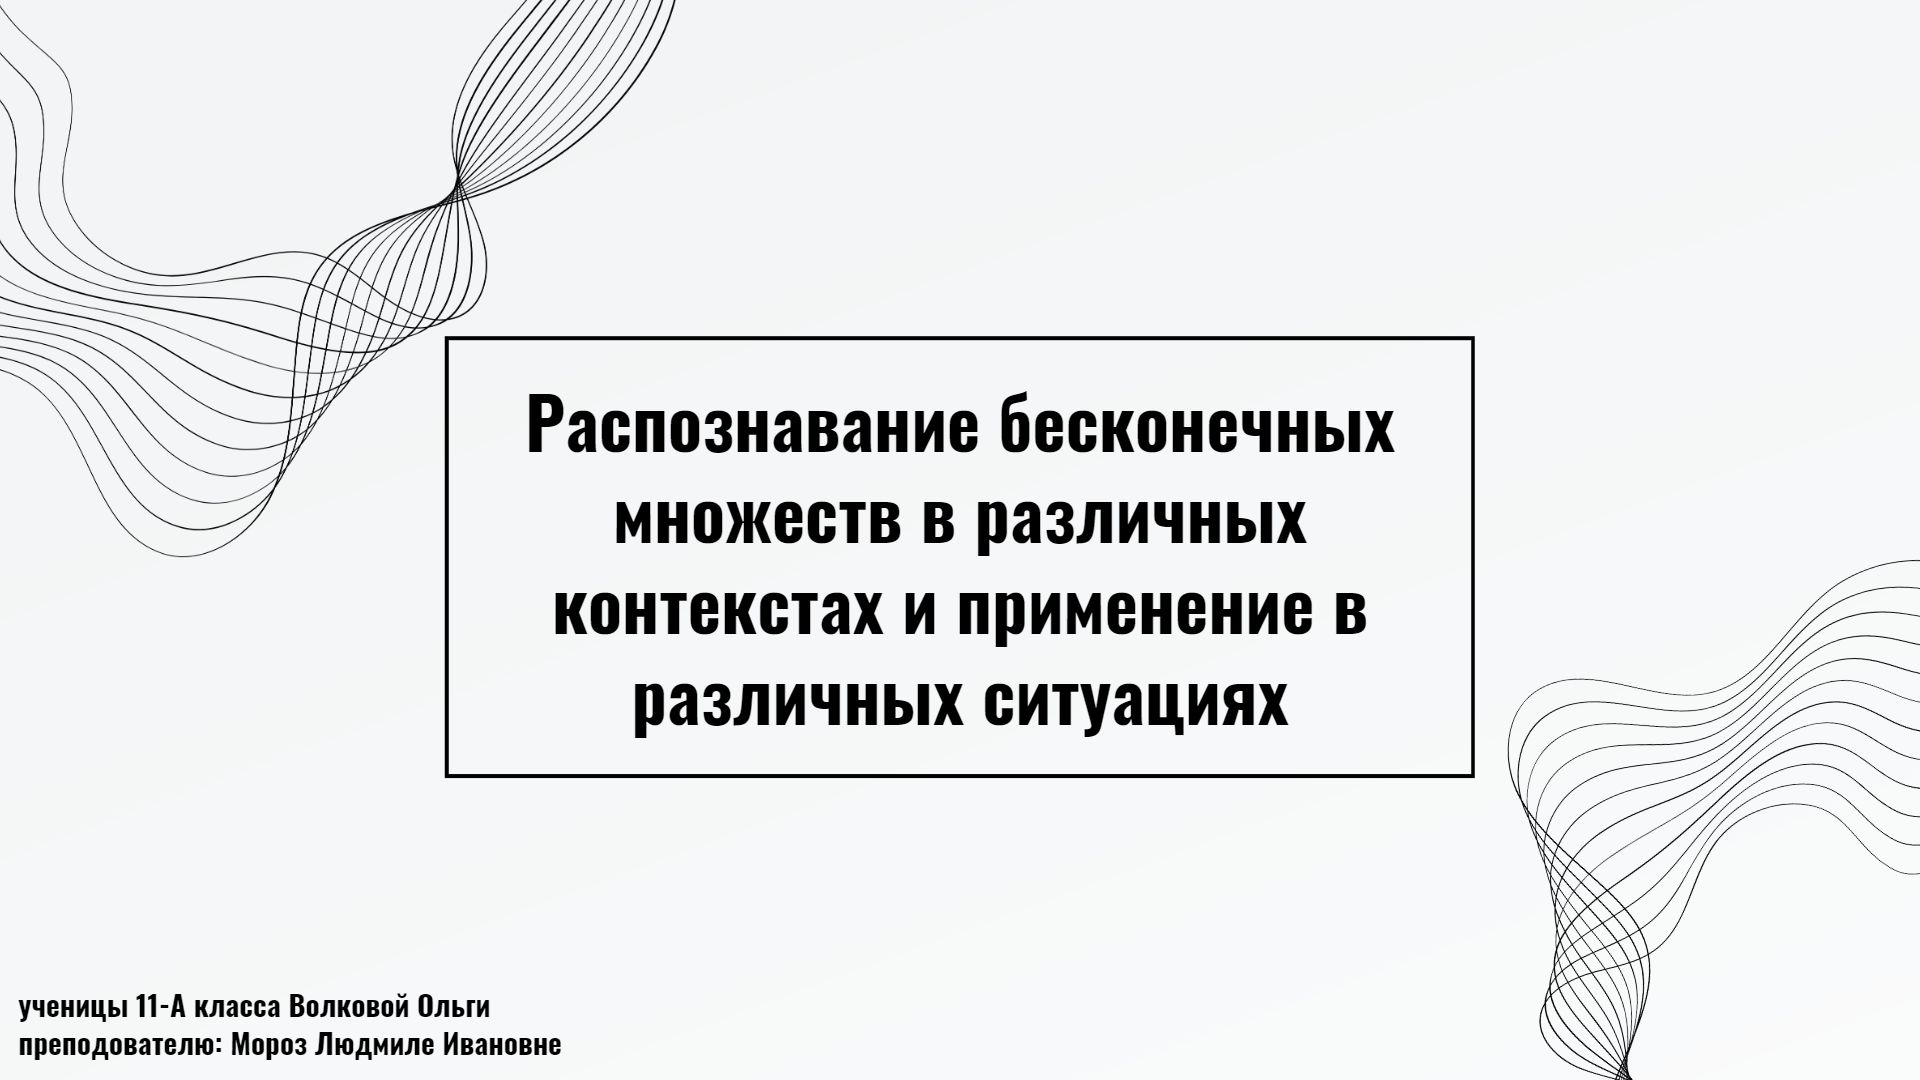 Распознавание бесконечных
множеств в различных
контекстах и применение в
различных ситуациях
ученицы 11-А класса Волковой Ольги
преподователю: Мороз Людмиле Ивановне